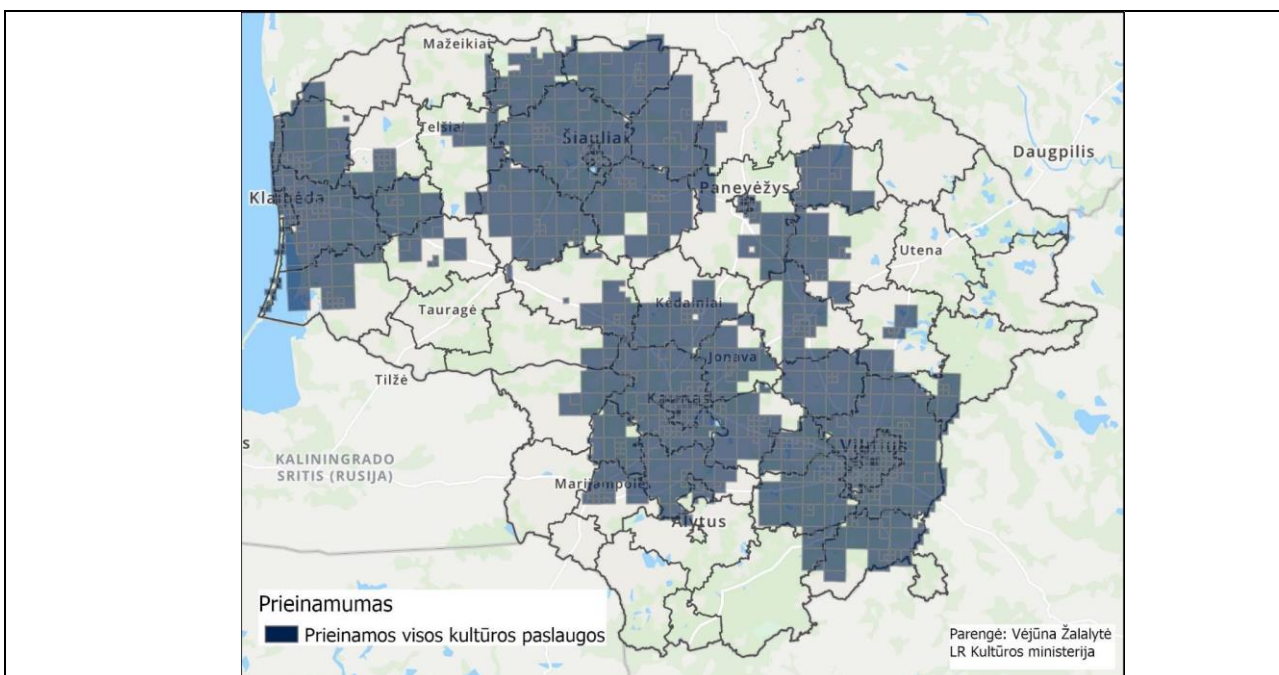 Mažeikiai
Telšiai
Šiauliai
Daugpilis
Panevėžys
Klaipėda
Utena
Kėdainiai
Tauragė
Jonava
Tilžė
Kaunas
Vilnius
s
KALININGRADO
SRITIS (RUSIJA)
Marijampolė
Alytus
Prieinamumas
Prieinamos visos kultūros paslaugos
Parengė: Vėjūna Žalalytė
LR Kultūros ministerija